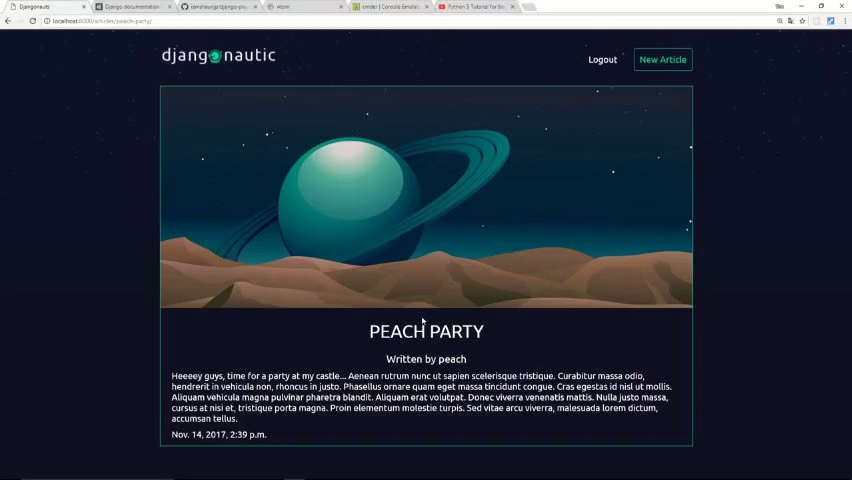 Djangonauts
Django documentation
iamshaunjp/django-pla
Atom
cmder | Console Emulat
Python 3 Tutorial for Be
localhost:8000/articles/peach-party/
djangonautic
Logout
New Article
PEACH PARTY
Written by peach
Heeeey guys, time for a party at my castle... Aenean rutrum nunc ut sapien scelerisque tristique. Curabitur massa odio,
hendrerit in vehicula non, rhoncus in justo. Phasellus ornare quam eget massa tincidunt congue. Cras egestas id nisl ut mollis.
Aliquam vehicula magna pulvinar pharetra blandit. Aliquam erat volutpat. Donec viverra venenatis mattis. Nulla justo massa,
cursus at nisi et, tristique porta magna. Proin elementum molestie turpis. Sed vitae arcu viverra, malesuada lorem dictum,
accumsan tellus.
Nov. 14, 2017, 2:39 p.m.